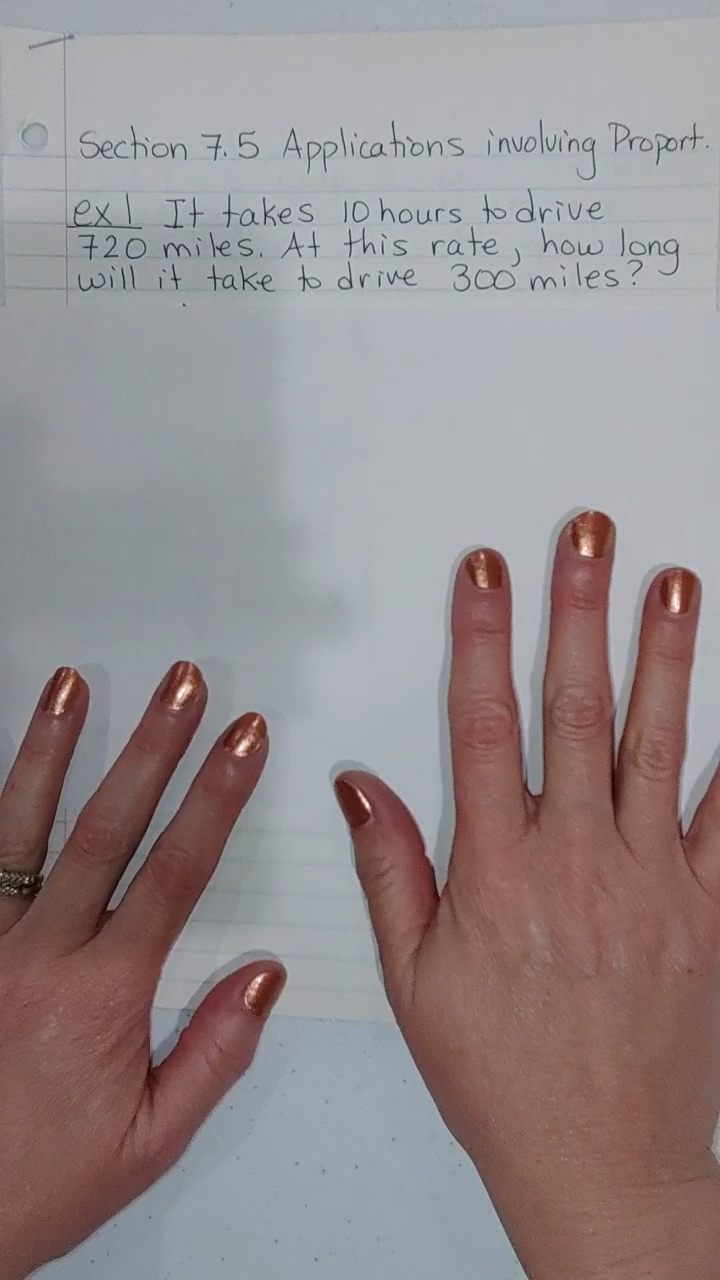 Section 7.5 Applications involving Proport.
ex1 It takes 10 hours to drive
720 miles. At this rate, how long
will it take to drive 300 miles?